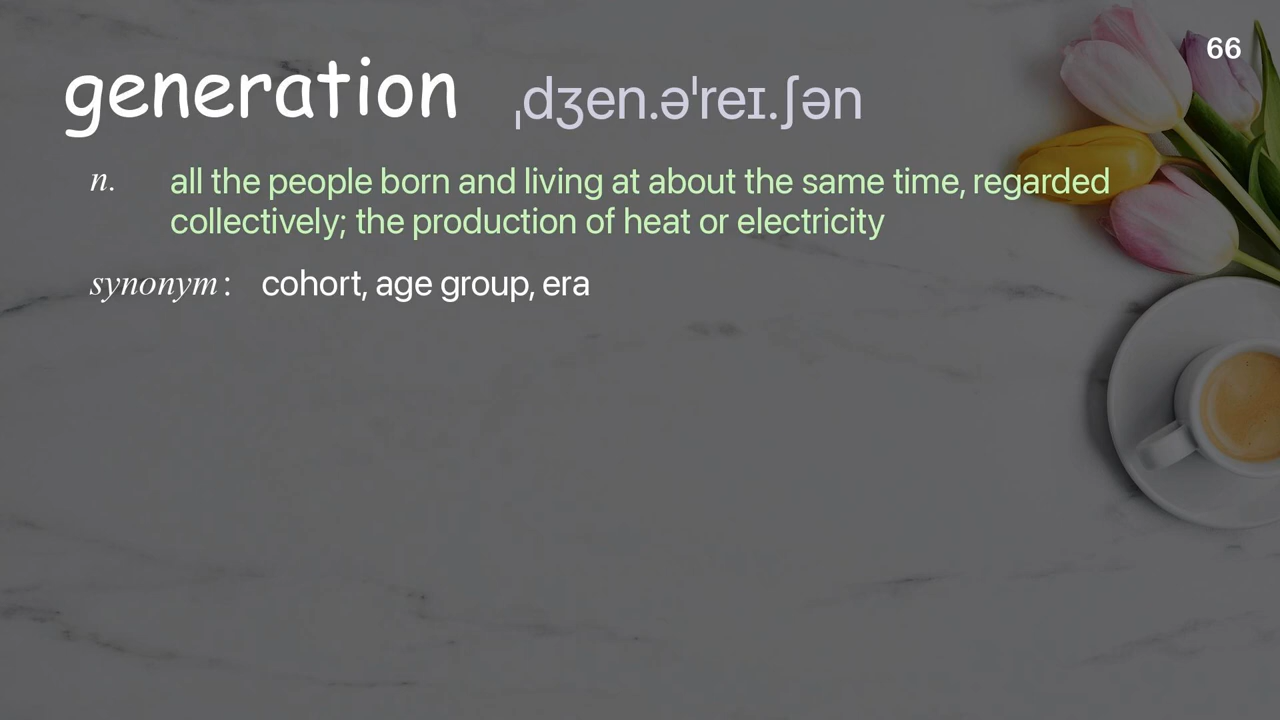 66
generation ˌdʒen.əˈreɪ.ʃən
n. all the people born and living at about the same time, regarded
collectively; the production of heat or electricity
synonym: cohort, age group, era